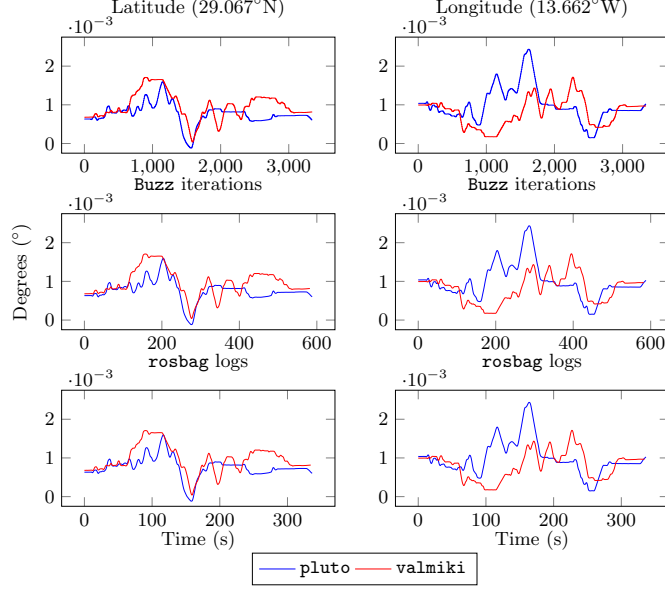 Latitude (29.067°N) Longitude (13.662°W)
·10⁻³ ·10⁻³
2 2
1 1
0 0
0 1,000 2,000 3,000 0 1,000 2,000 3,000
Buzz iterations Buzz iterations
·10⁻³ ·10⁻³
Degrees (°)
2 2
1 1
0 0
0 200 400 600 0 200 400 600
rosbag logs rosbag logs
·10⁻³ ·10⁻³
2 2
1 1
0 0
0 100 200 300 0 100 200 300
Time (s) Time (s)
pluto valmiki